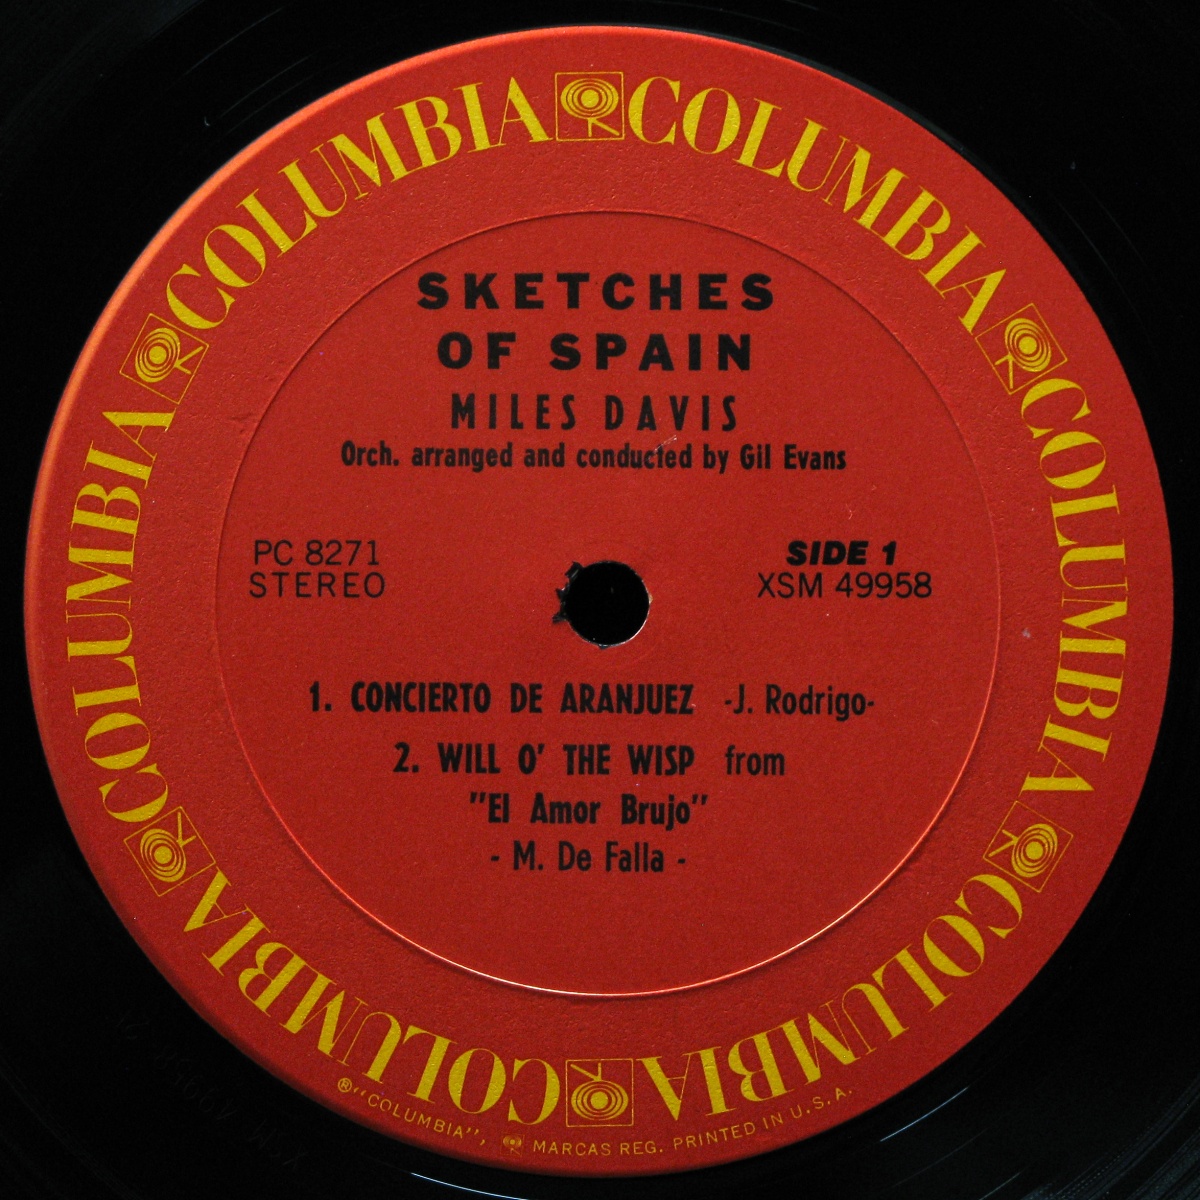 COLUMBIA COLUMBIA COLUMBIA COLUMBIA COLUMBIA COLUMBIA
SKETCHES
OF SPAIN
MILES DAVIS
Orch. arranged and conducted by Gil Evans
PC 8271
STEREO
SIDE 1
XSM 49958
1. CONCIERTO DE ARANJUEZ -J. Rodrigo-
2. WILL O' THE WISP from
"El Amor Brujo"
- M. De Falla -
®"COLUMBIA", MARCAS REG. PRINTED IN U.S.A.